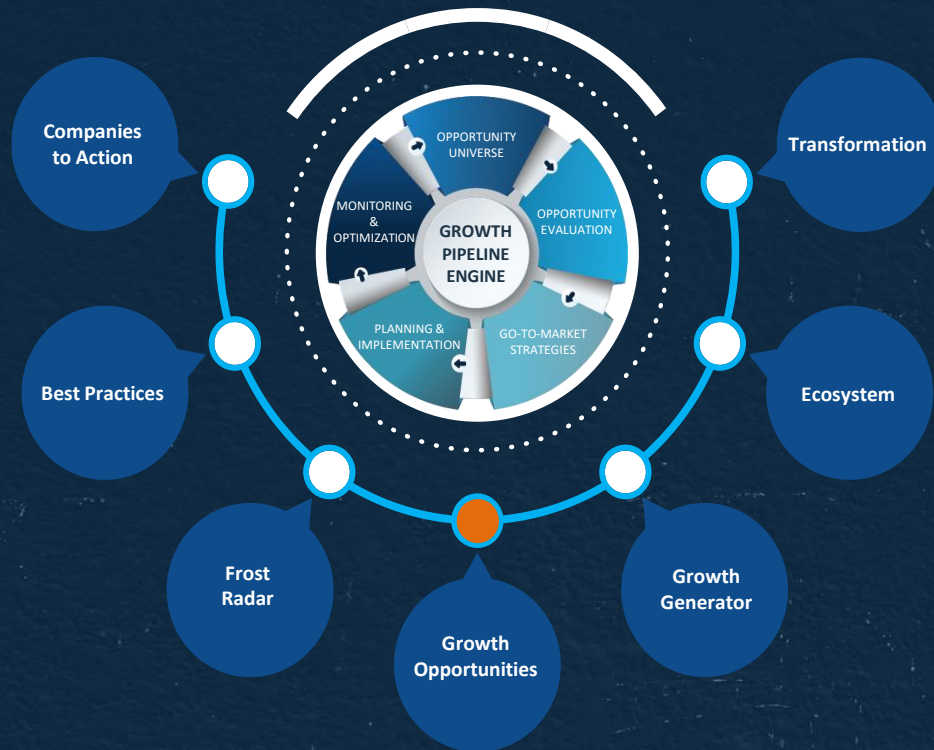 OPPORTUNITY
UNIVERSE
OPPORTUNITY
EVALUATION
GO-TO-MARKET
STRATEGIES
PLANNING &
IMPLEMENTATION
MONITORING
&
OPTIMIZATION
GROWTH
PIPELINE
ENGINE
Companies
to Action
Best Practices
Frost
Radar
Growth
Opportunities
Growth
Generator
Ecosystem
Transformation